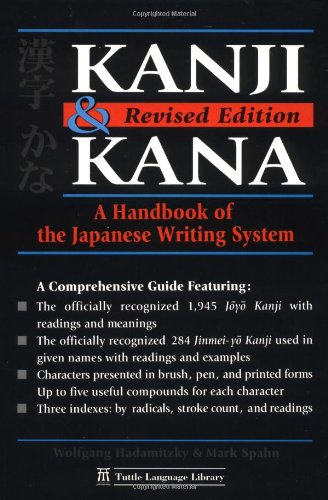 漢字 かな
KANJI
& Revised Edition
KANA
A Handbook of
the Japanese Writing System
A Comprehensive Guide Featuring:
The officially recognized 1,945 Jōyō Kanji with
readings and meanings
The officially recognized 284 Jinmei-yō Kanji used in
given names with readings and examples
Characters presented in brush, pen, and printed forms
Up to five useful compounds for each character
Three indexes: by radicals, stroke count, and readings
Wolfgang Hadamitzky & Mark Spahn
Tuttle Language Library